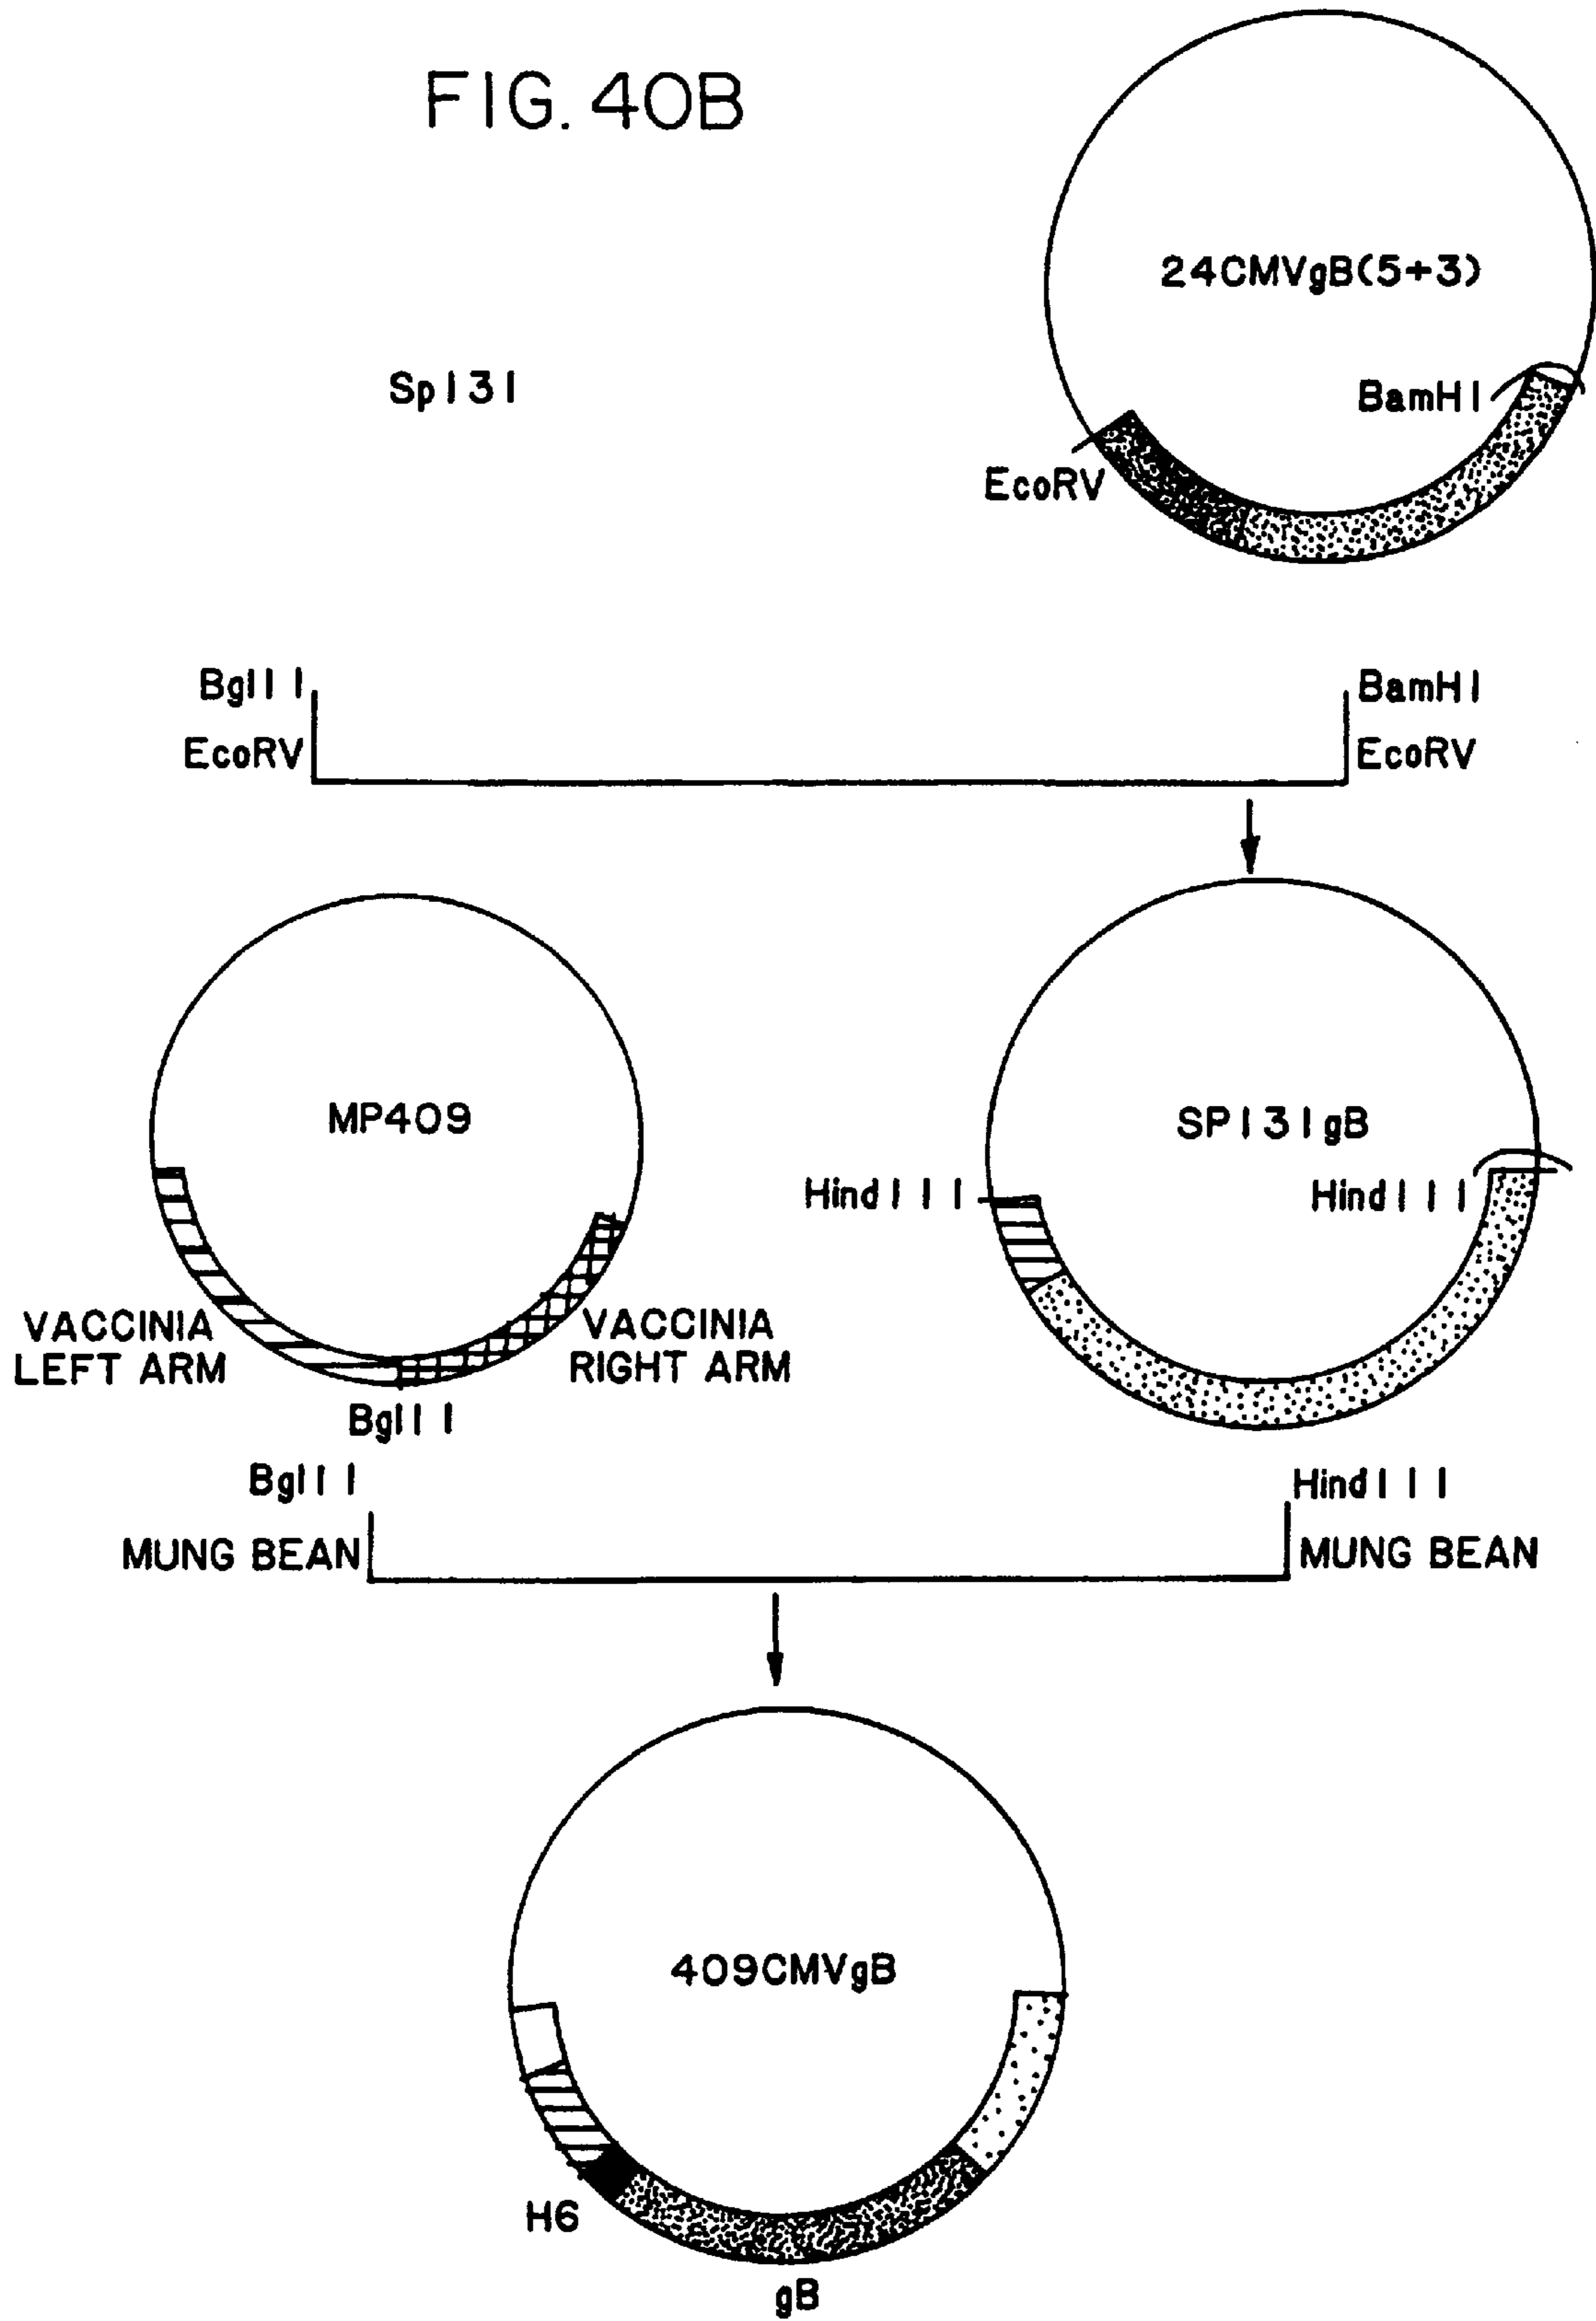 FIG. 40B
24CMVgB(5+3)
Sp131
BamHI
EcoRV
BglII
EcoRV
BamHI
EcoRV
MP409
SP131gB
HindIII
HindIII
VACCINIA
LEFT ARM
VACCINIA
RIGHT ARM
BglII
BglII
MUNG BEAN
HindIII
MUNG BEAN
409CMVgB
H6
gB